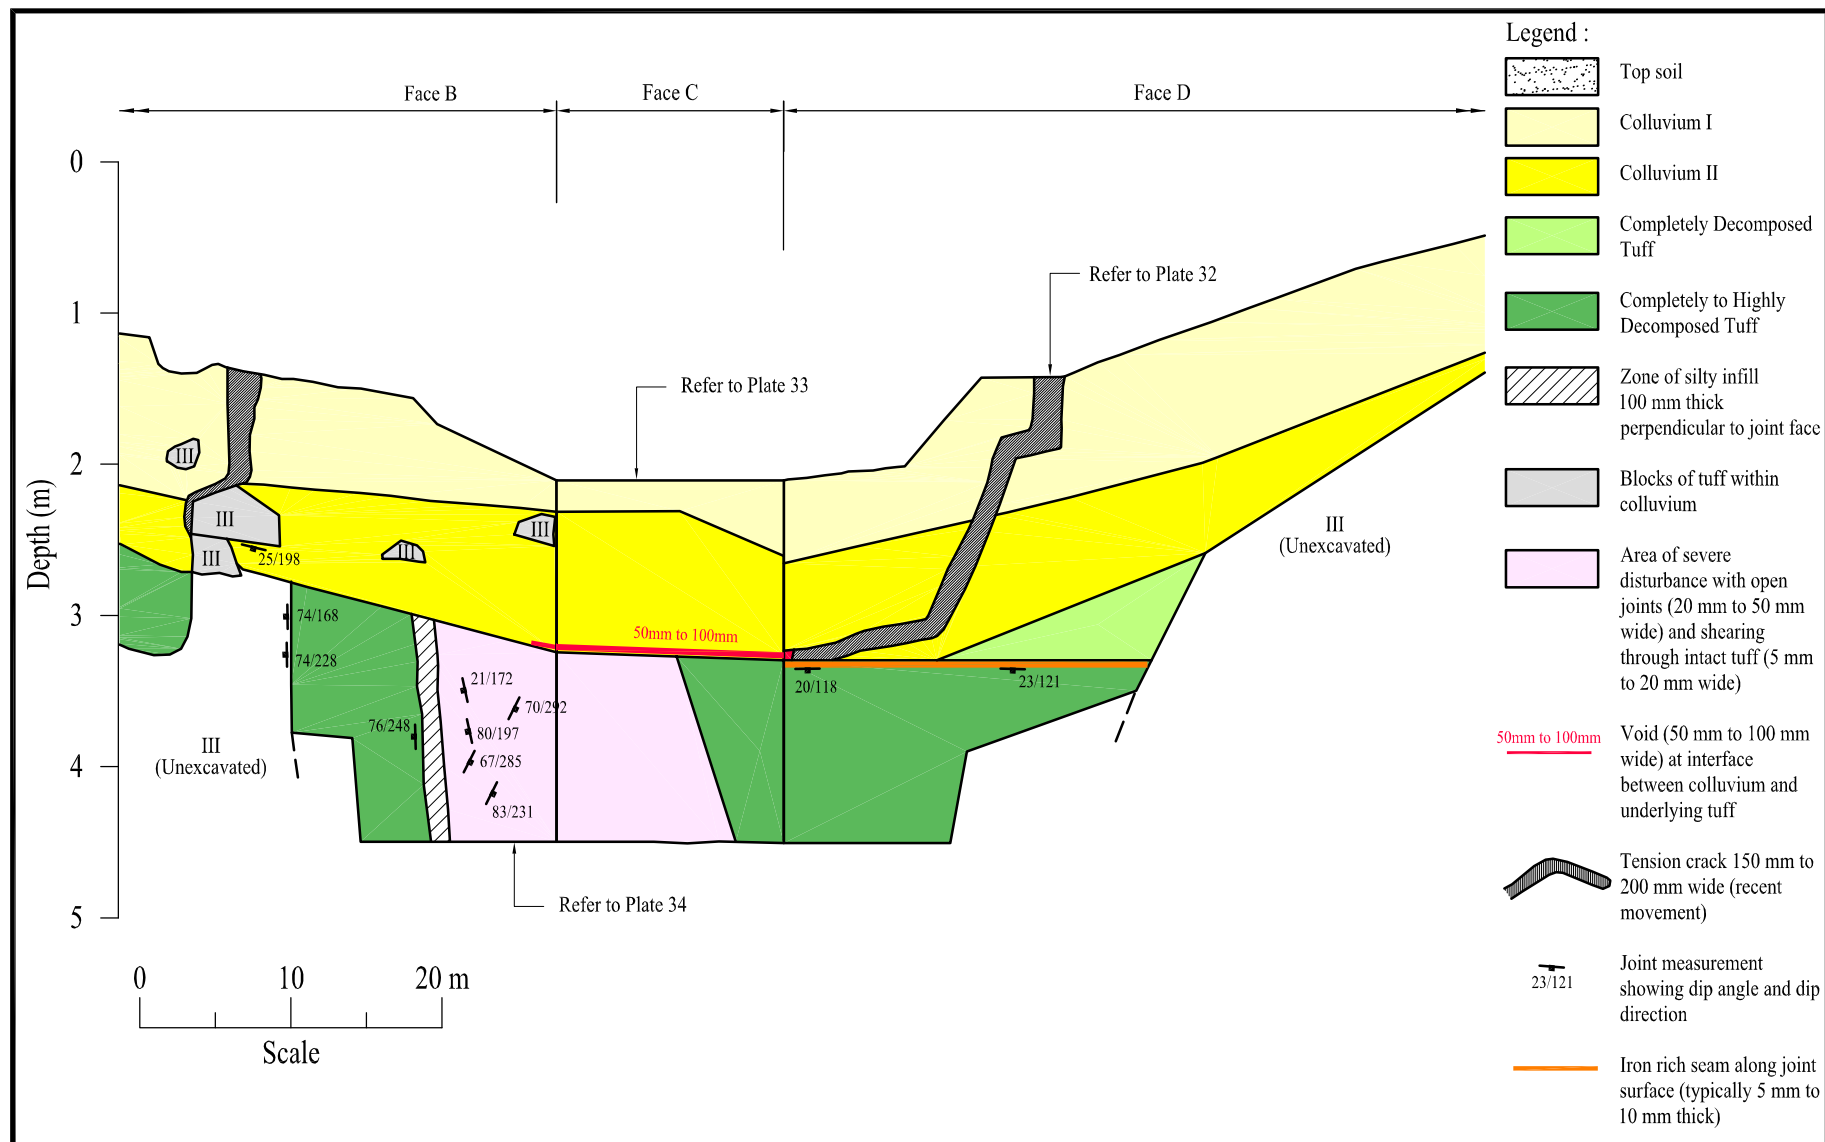 Face B
Face C
Face D
0
1
2
3
4
5
Depth (m)
Refer to Plate 32
Refer to Plate 33
III
III
III
III
III
25/198
74/168
74/228
76/248
21/172
70/292
80/197
67/285
83/231
50mm to 100mm
20/118
23/121
III
(Unexcavated)
III
(Unexcavated)
Refer to Plate 34
0
10
20 m
Scale
Legend :
Top soil
Colluvium I
Colluvium II
Completely Decomposed
Tuff
Completely to Highly
Decomposed Tuff
Zone of silty infill
100 mm thick
perpendicular to joint face
Blocks of tuff within
colluvium
Area of severe
disturbance with open
joints (20 mm to 50 mm
wide) and shearing
through intact tuff (5 mm
to 20 mm wide)
50mm to 100mm
Void (50 mm to 100 mm
wide) at interface
between colluvium and
underlying tuff
Tension crack 150 mm to
200 mm wide (recent
movement)
23/121
Joint measurement
showing dip angle and dip
direction
Iron rich seam along joint
surface (typically 5 mm to
10 mm thick)